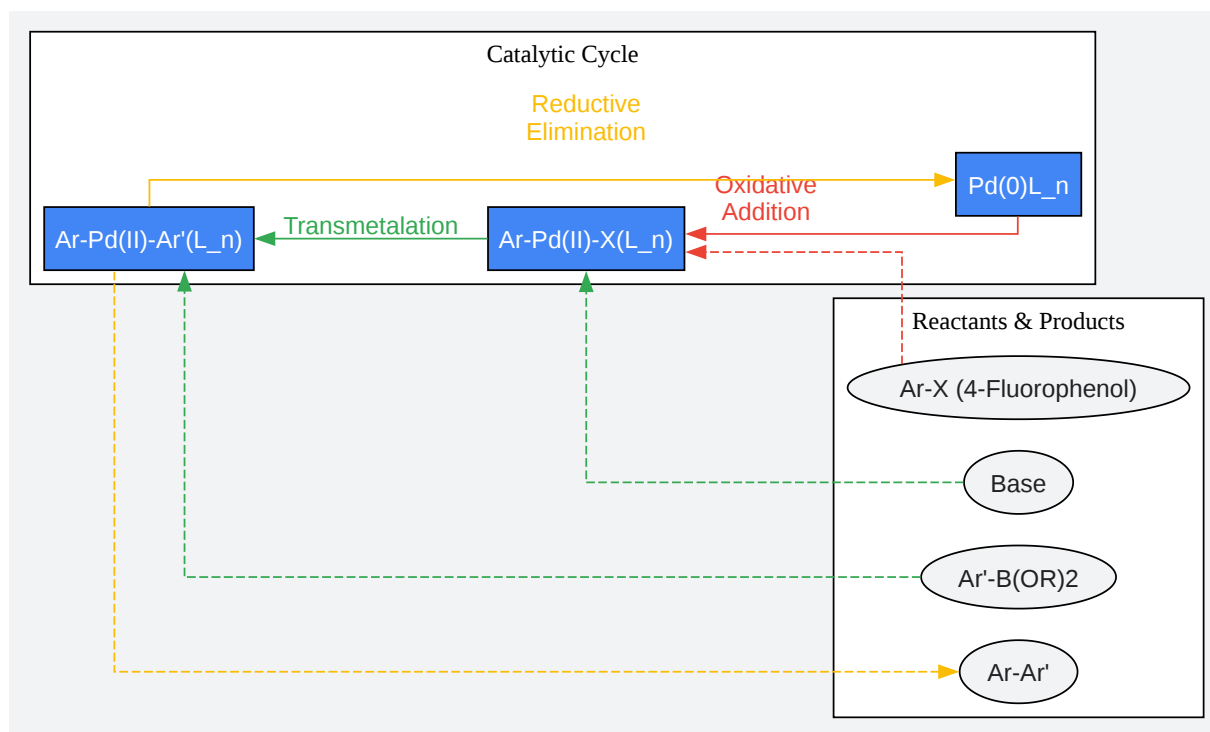 Catalytic Cycle
Reductive
Elimination
Pd(0)L_n
Oxidative
Addition
Ar-Pd(II)-Ar'(L_n)
Transmetalation
Ar-Pd(II)-X(L_n)
Reactants & Products
Ar-X (4-Fluorophenol)
Base
Ar'-B(OR)2
Ar-Ar'